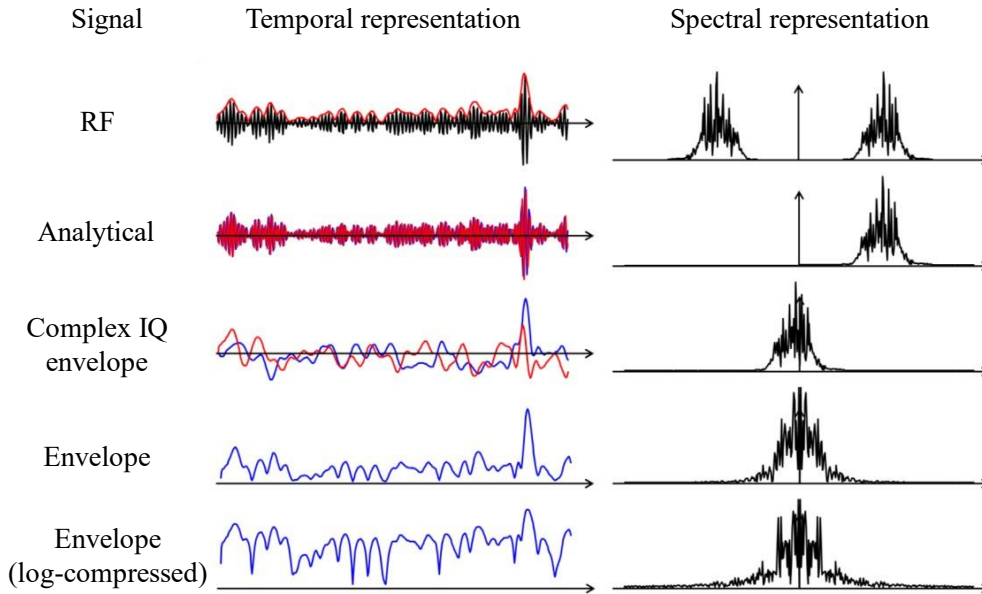 Signal Temporal representation Spectral representation
RF
Analytical
Complex IQ
envelope
Envelope
Envelope
(log-compressed)